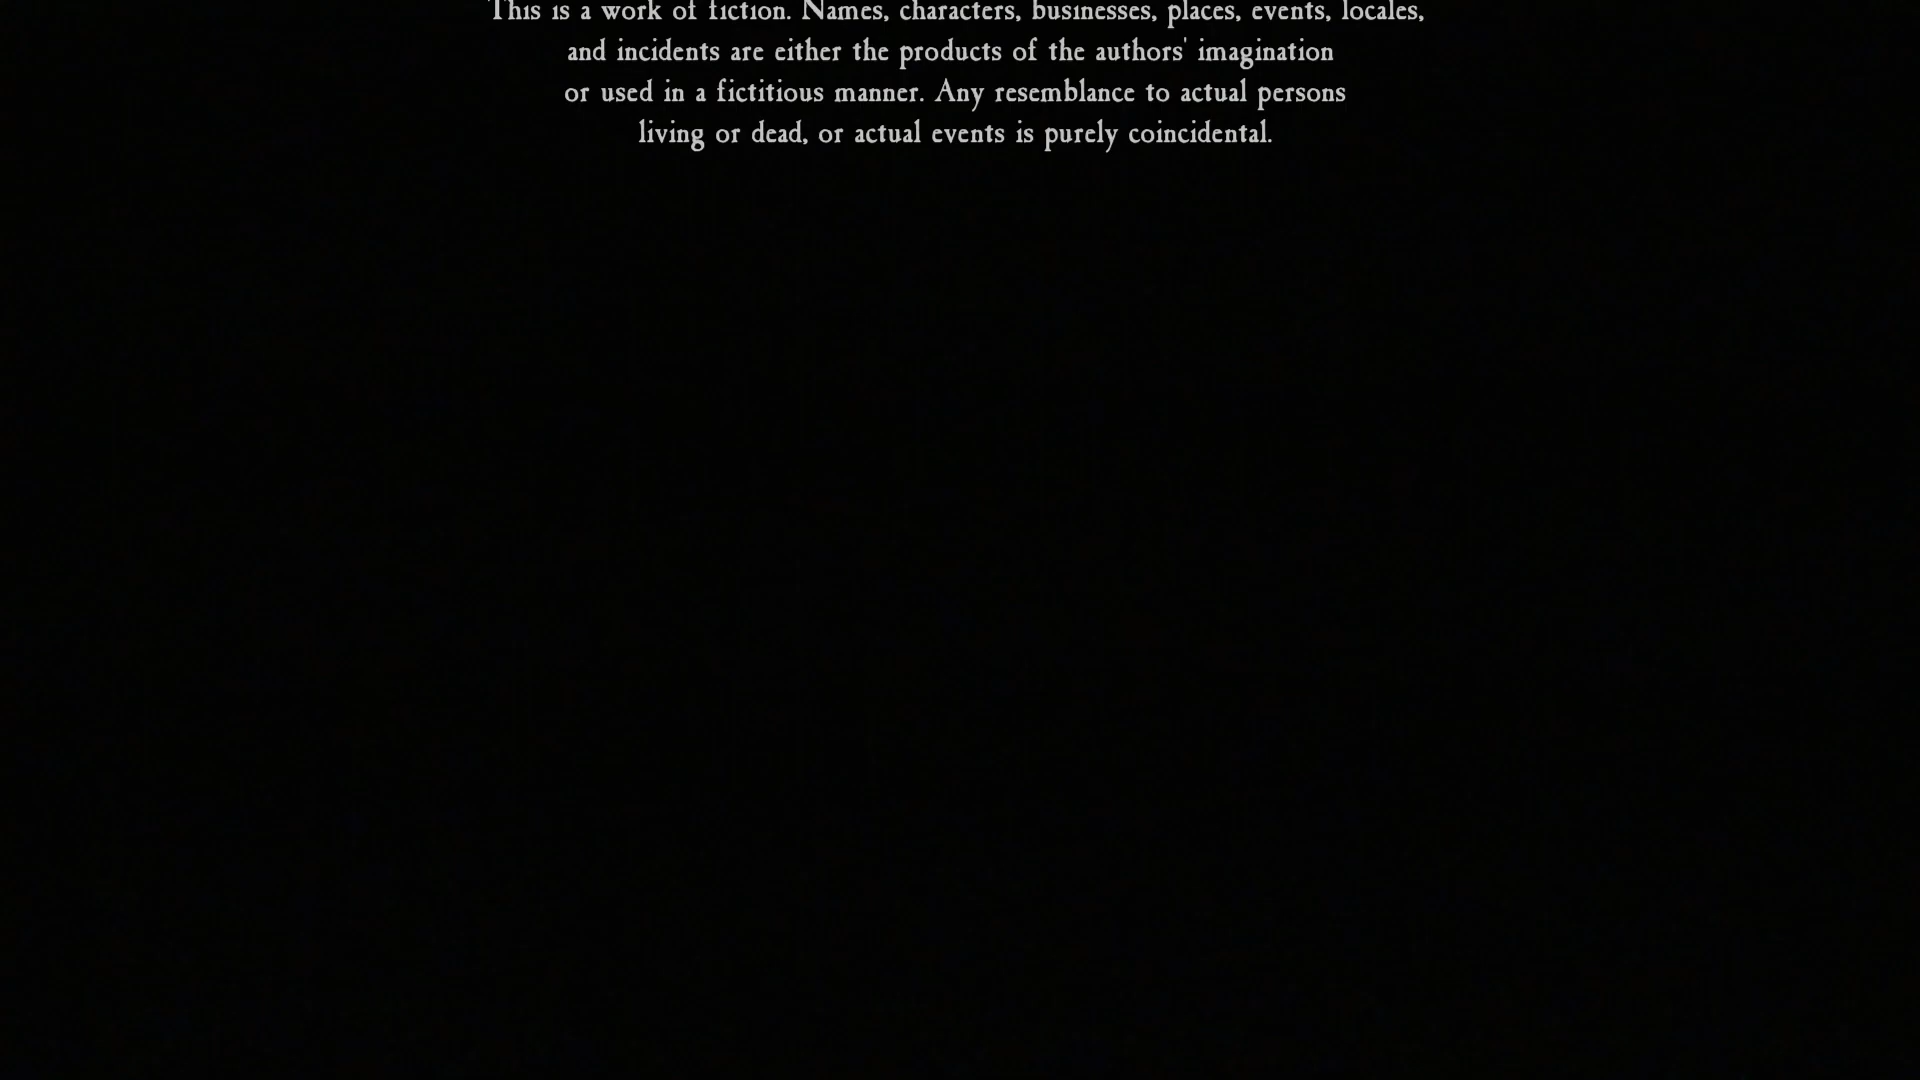 This is a work of fiction. Names, characters, businesses, places, events, locales,
and incidents are either the products of the authors' imagination
or used in a fictitious manner. Any resemblance to actual persons
living or dead, or actual events is purely coincidental.